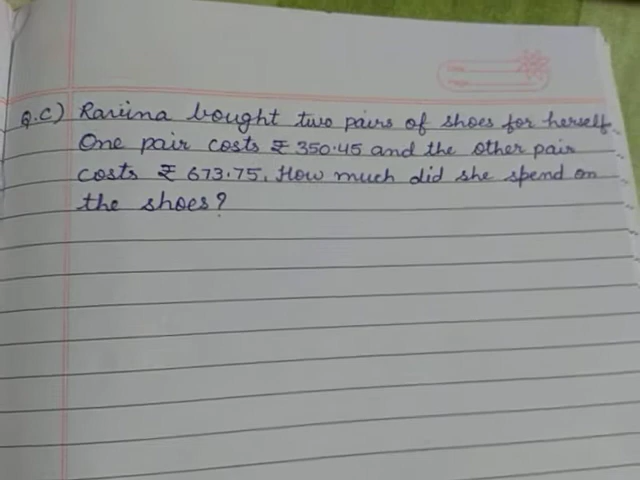 Q.C) Raviina bought two pairs of shoes for herself.
One pair costs ₹ 350.45 and the other pair
costs ₹ 673.75. How much did she spend on
the shoes?